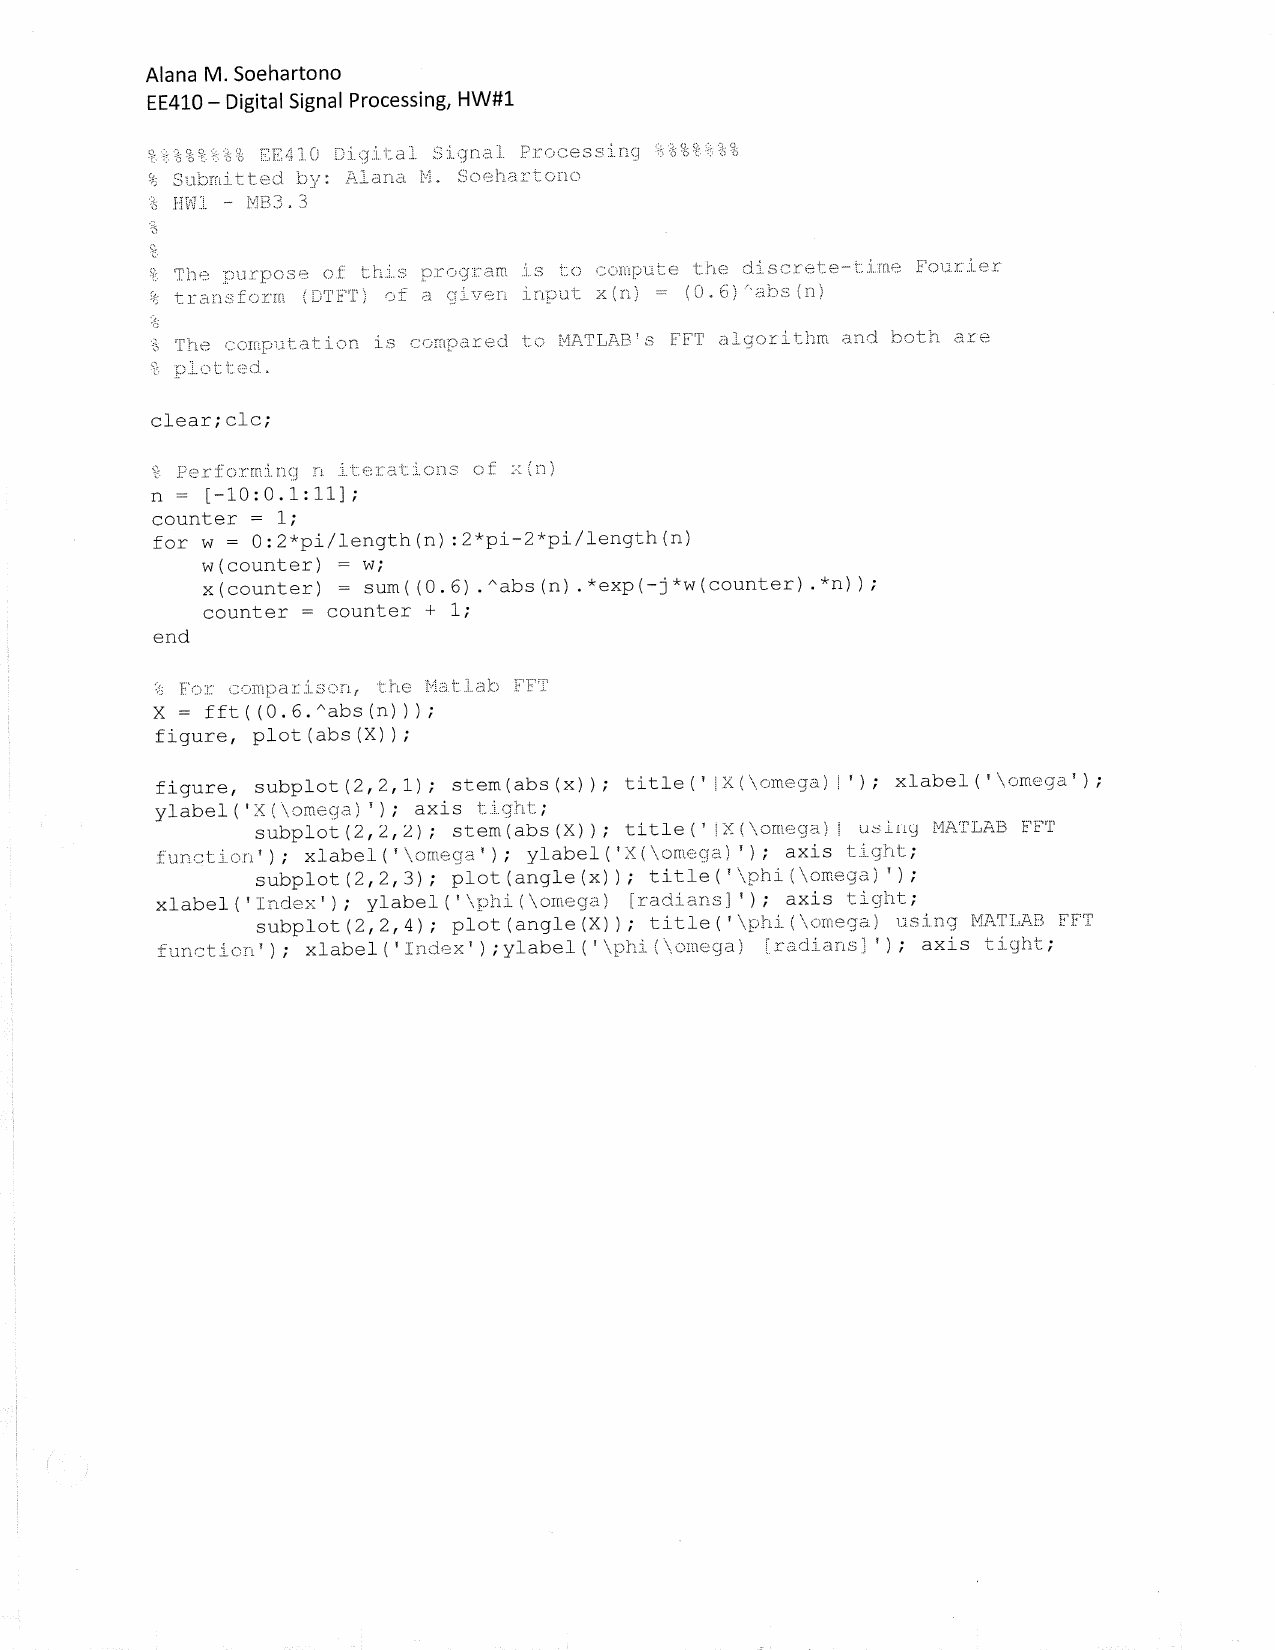 Alana M. Soehartono
EE410 – Digital Signal Processing, HW#1
%%%%%%%% EE410 Digital Signal Processing %%%%%%%
% Submitted by: Alana M. Soehartono
% HW1 - MB3.3
%
%
% The purpose of this program is to compute the discrete-time Fourier
% transform (DTFT) of a given input x(n) = (0.6)^abs(n)
%
% The computation is compared to MATLAB's FFT algorithm and both are
% plotted.
clear;clc;
% Performing n iterations of x(n)
n = [-10:0.1:11];
counter = 1;
for w = 0:2*pi/length(n):2*pi-2*pi/length(n)
    w(counter) = w;
    x(counter) = sum((0.6).^abs(n).*exp(-j*w(counter).*n));
    counter = counter + 1;
end
% For comparison, the Matlab FFT
X = fft((0.6.^abs(n)));
figure, plot(abs(X));
figure, subplot(2,2,1); stem(abs(x)); title('|X(\omega)|'); xlabel('\omega');
ylabel('X(\omega)'); axis tight;
        subplot(2,2,2); stem(abs(X)); title('|X(\omega)| using MATLAB FFT
function'); xlabel('\omega'); ylabel('X(\omega)'); axis tight;
        subplot(2,2,3); plot(angle(x)); title('\phi(\omega)');
xlabel('Index'); ylabel('\phi(\omega) [radians]'); axis tight;
        subplot(2,2,4); plot(angle(X)); title('\phi(\omega) using MATLAB FFT
function'); xlabel('Index');ylabel('\phi(\omega) [radians]'); axis tight;